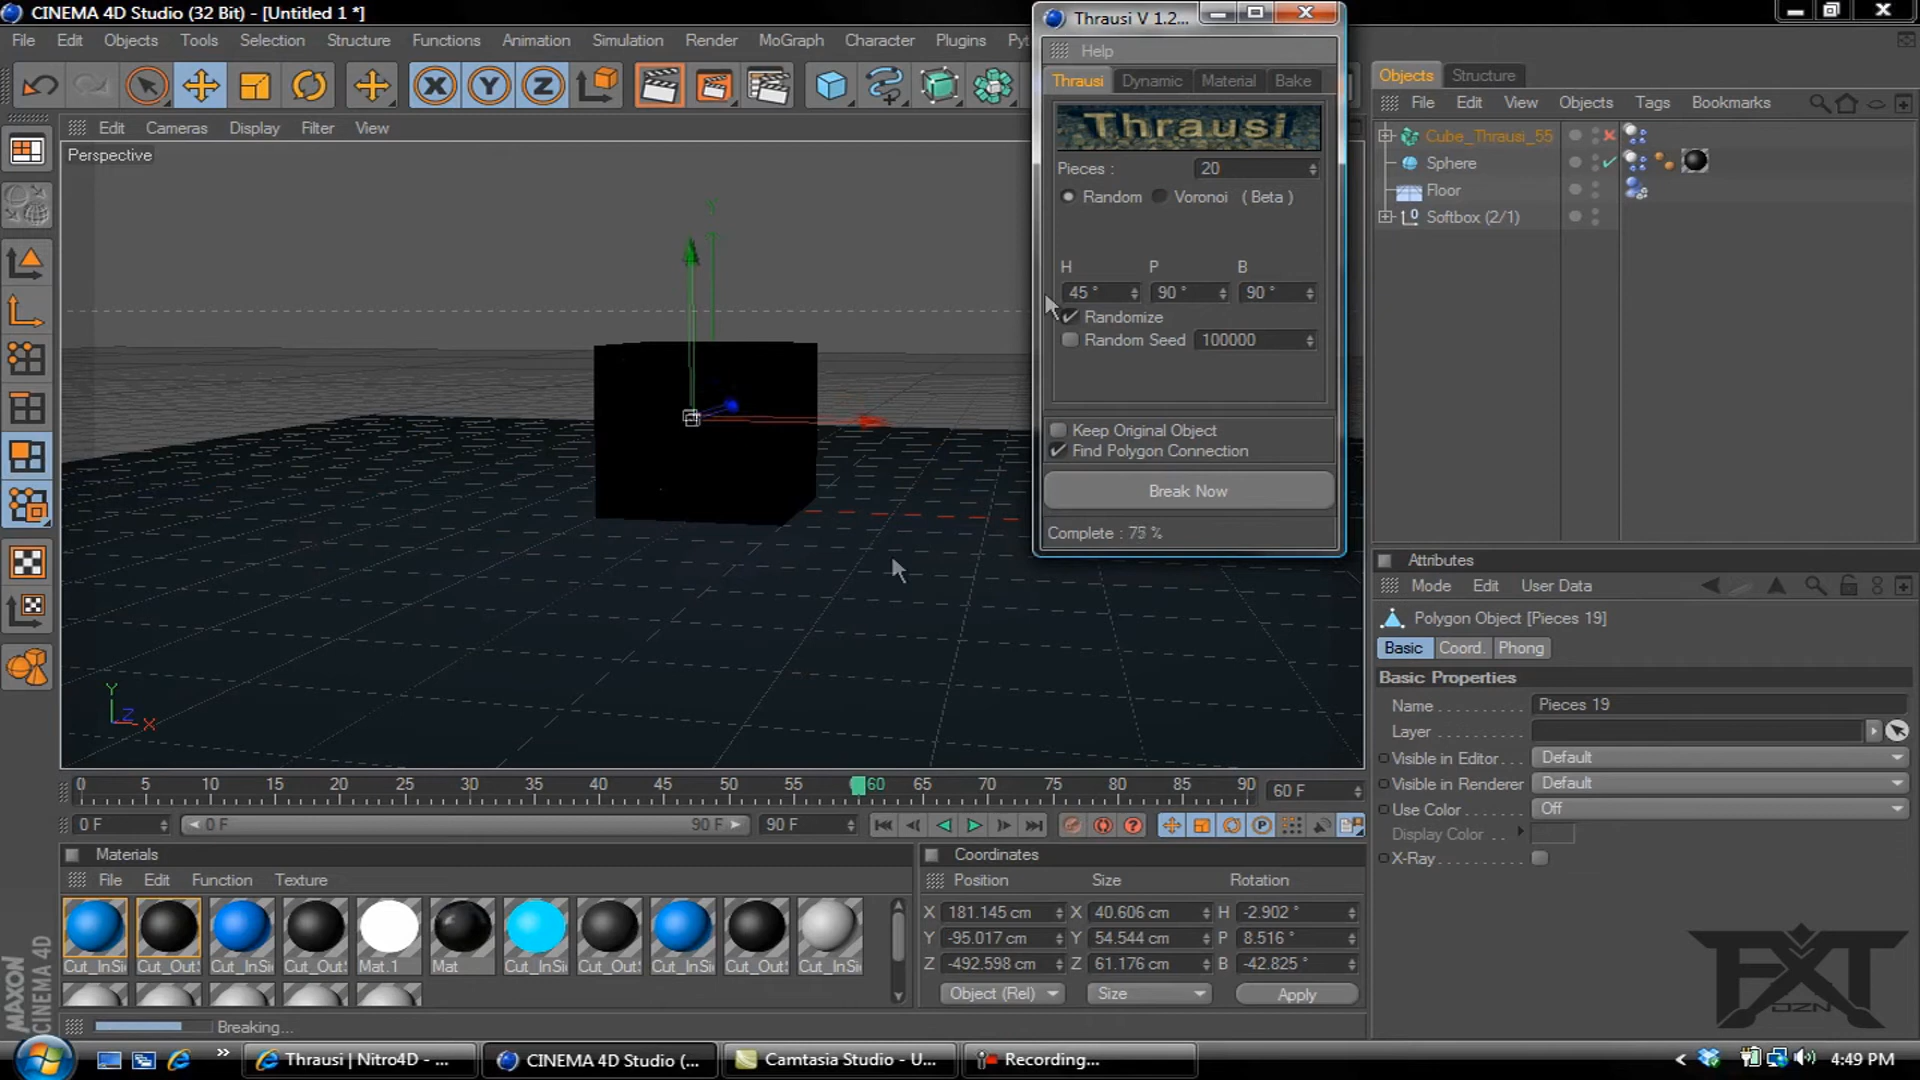 CINEMA 4D Studio (32 Bit) - [Untitled 1 *]
File Edit Objects Tools Selection Structure Functions Animation Simulation Render MoGraph Character Plugins Pyt
Edit Cameras Display Filter View
Perspective
Y
Y
Z
X
X Y Z
Thrausi V 1.2...
Help
Thrausi Dynamic Material Bake
Thrausi
Pieces : 20
Random Voronoi ( Beta )
H P B
45 ° 90 ° 90 °
Randomize
Random Seed 100000
Keep Original Object
Find Polygon Connection
Break Now
Complete : 75 %
Objects Structure
File Edit View Objects Tags Bookmarks
Cube_Thrausi_55
Sphere
Floor
Softbox (2/1)
Attributes
Mode Edit User Data
Polygon Object [Pieces 19]
Basic Coord. Phong
Basic Properties
Name Pieces 19
Layer
Visible in Editor Default
Visible in Renderer Default
Use Color Off
Display Color
X-Ray
0 5 10 15 20 25 30 35 40 45 50 55 60 65 70 75 80 85 90 60 F
0 F 0 F 90 F 90 F
Materials
File Edit Function Texture
Cut_InSi Cut_OutS Cut_InSi Cut_OutS Mat.1 Mat Cut_InSi Cut_OutS Cut_InSi Cut_OutS Cut_InSi
Coordinates
Position Size Rotation
X 181.145 cm X 40.606 cm H -2.902 °
Y -95.017 cm Y 54.544 cm P 8.516 °
Z -492.598 cm Z 61.176 cm B -42.825 °
Object (Rel) Size Apply
MAXON
CINEMA 4D
Breaking...
FXT
DZN
Thrausi | Nitro4D - ... CINEMA 4D Studio (... Camtasia Studio - U... Recording... 4:49 PM